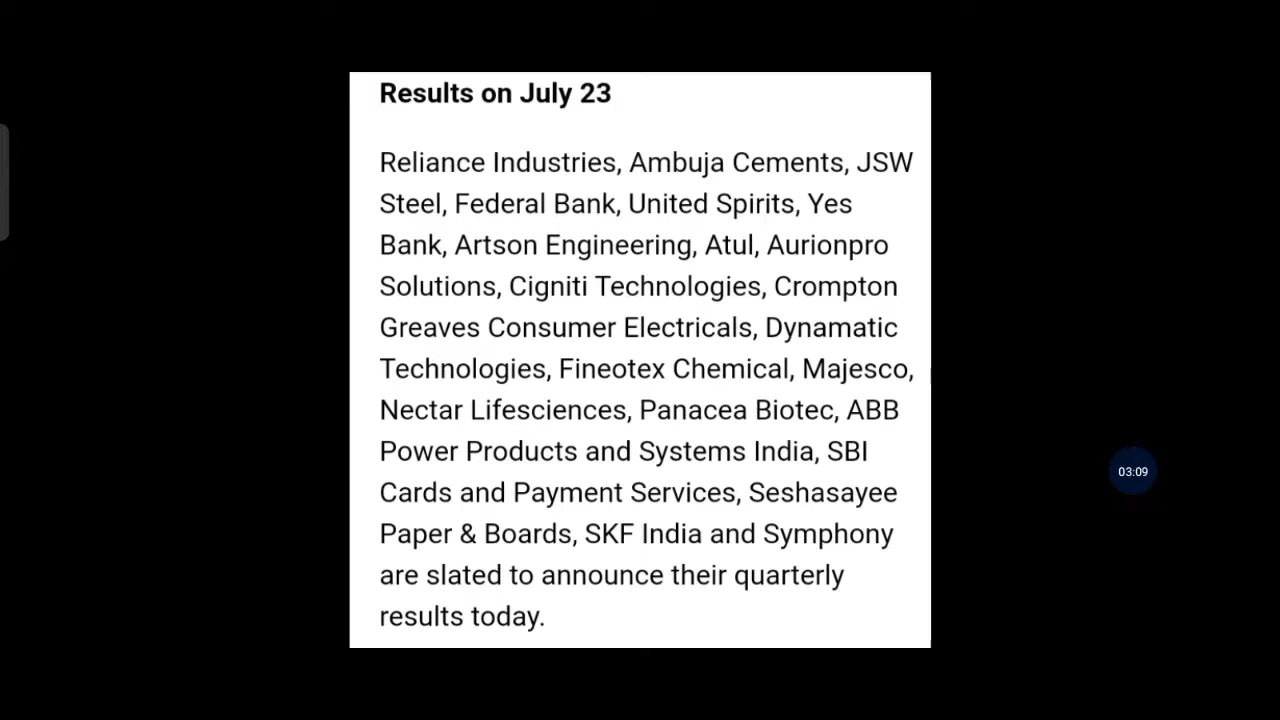 Results on July 23
Reliance Industries, Ambuja Cements, JSW
Steel, Federal Bank, United Spirits, Yes
Bank, Artson Engineering, Atul, Aurionpro
Solutions, Cigniti Technologies, Crompton
Greaves Consumer Electricals, Dynamatic
Technologies, Fineotex Chemical, Majesco,
Nectar Lifesciences, Panacea Biotec, ABB
Power Products and Systems India, SBI
Cards and Payment Services, Seshasayee
Paper & Boards, SKF India and Symphony
are slated to announce their quarterly
results today.
03:09